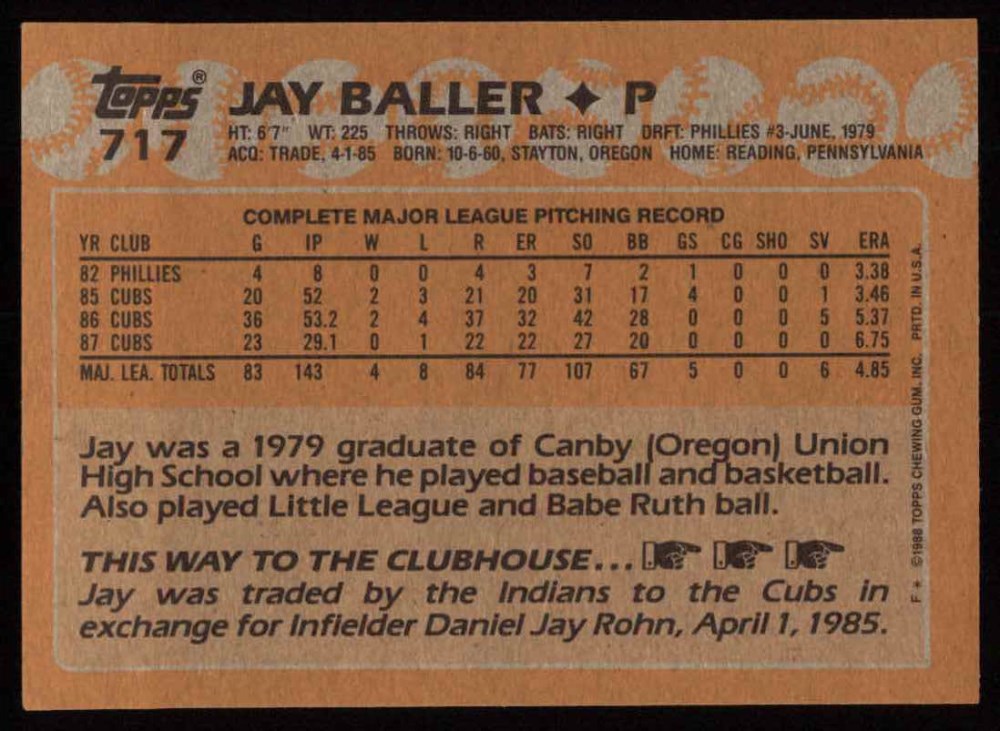 Topps® JAY BALLER ✦ P
717 HT: 6'7" WT: 225 THROWS: RIGHT BATS: RIGHT DRFT: PHILLIES #3-JUNE, 1979
ACQ: TRADE, 4-1-85 BORN: 10-6-60, STAYTON, OREGON HOME: READING, PENNSYLVANIA
COMPLETE MAJOR LEAGUE PITCHING RECORD
YR CLUB G IP W L R ER SO BB GS CG SHO SV ERA
82 PHILLIES 4 8 0 0 4 3 7 2 1 0 0 0 3.38
85 CUBS 20 52 2 3 21 20 31 17 4 0 0 1 3.46
86 CUBS 36 53.2 2 4 37 32 42 28 0 0 0 5 5.37
87 CUBS 23 29.1 0 1 22 22 27 20 0 0 0 0 6.75
MAJ. LEA. TOTALS 83 143 4 8 84 77 107 67 5 0 0 6 4.85
Jay was a 1979 graduate of Canby (Oregon) Union
High School where he played baseball and basketball.
Also played Little League and Babe Ruth ball.
THIS WAY TO THE CLUBHOUSE...
Jay was traded by the Indians to the Cubs in
exchange for Infielder Daniel Jay Rohn, April 1, 1985.
F* ©1988 TOPPS CHEWING GUM, INC. PRTD. IN U.S.A.